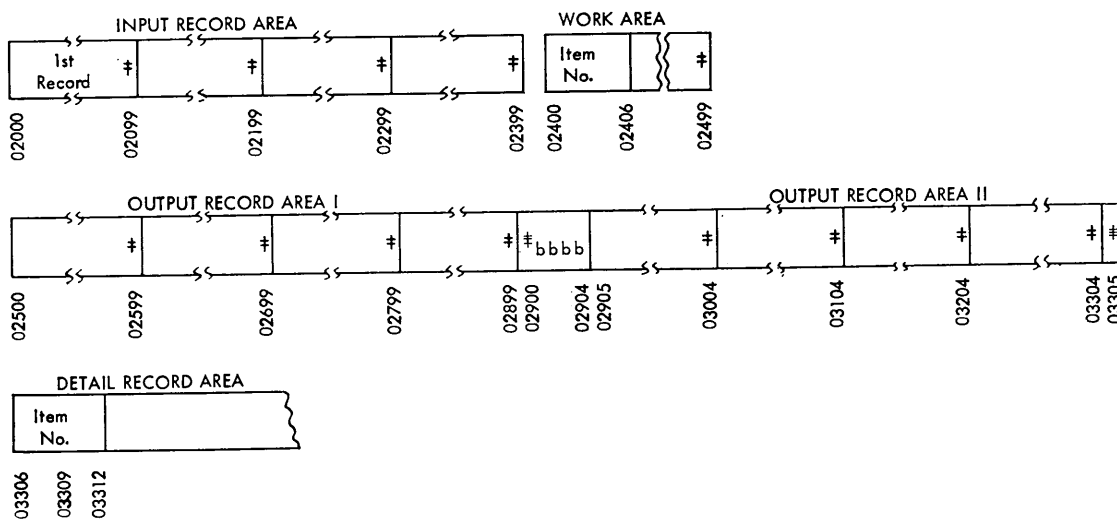 INPUT RECORD AREA
WORK AREA
1st
Record
ǂ
ǂ
ǂ
ǂ
Item
No.
ǂ
02000
02099
02199
02299
02399
02400
02406
02499
OUTPUT RECORD AREA I
OUTPUT RECORD AREA II
ǂ
ǂ
ǂ
ǂ
⧧bbbb
ǂ
ǂ
ǂ
ǂ
⧧
02500
02599
02699
02799
02899
02900
02904
02905
03004
03104
03204
03304
03305
DETAIL RECORD AREA
Item
No.
03306
03309
03312